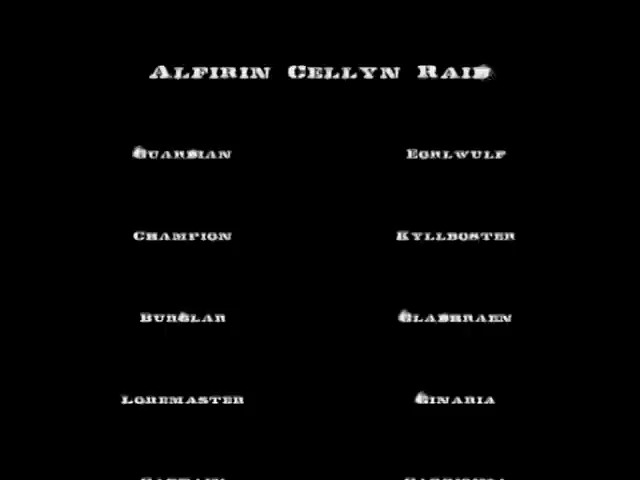 Alfirin Cellyn Raid
Guardian Eorlwulf
Champion Kyllboster
Burglar Gladhraen
Loremaster Ginaria